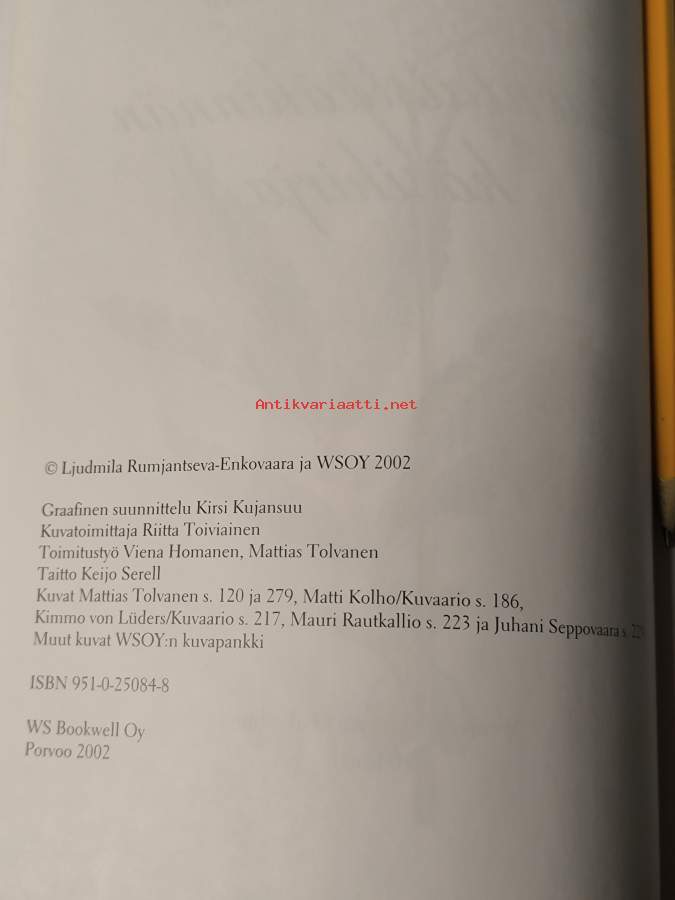 Antikvariaatti.net
© Ljudmila Rumjantseva-Enkovaara ja WSOY 2002
Graafinen suunnittelu Kirsi Kujansuu
Kuvatoimittaja Riitta Toiviainen
Toimitustyö Viena Homanen, Mattias Tolvanen
Taitto Keijo Serell
Kuvat Mattias Tolvanen s. 120 ja 279, Matti Kolho/Kuvaario s. 186,
Kimmo von Lüders/Kuvaario s. 217, Mauri Rautkallio s. 223 ja Juhani Seppovaara s.
Muut kuvat WSOY:n kuvapankki
ISBN 951-0-25084-8
WS Bookwell Oy
Porvoo 2002